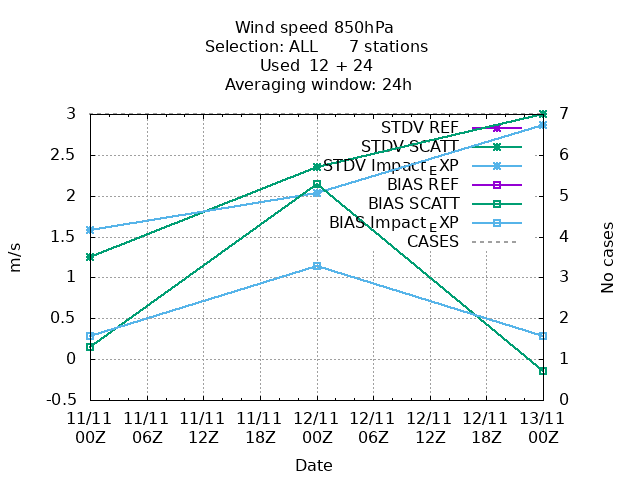 Wind speed 850hPa
Selection: ALL 7 stations
Used 12 + 24
Averaging window: 24h
3
2.5
2
1.5
1
0.5
0
-0.5
7
6
5
4
3
2
1
0
m/s
No cases
STDV REF
STDV SCATT
STDV Impact_EXP
BIAS REF
BIAS SCATT
BIAS Impact_EXP
CASES
11/11 11/11 11/11 11/11 12/11 12/11 12/11 12/11 13/11
00Z 06Z 12Z 18Z 00Z 06Z 12Z 18Z 00Z
Date